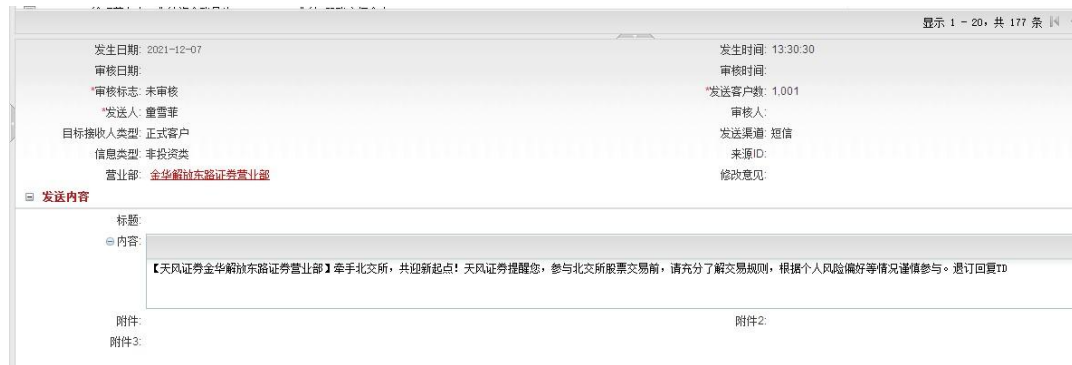 显示 1 - 20，共 177 条
发生日期: 2021-12-07 发生时间: 13:30:30
审核日期: 审核时间:
*审核标志: 未审核 *发送客户数: 1,001
*发送人: 童雪菲 审核人:
目标接收人类型: 正式客户 发送渠道: 短信
信息类型: 非投资类 来源ID:
营业部: 金华解放东路证券营业部 修改意见:
发送内容
标题:
内容:
【天风证券金华解放东路证券营业部】牵手北交所，共迎新起点！天风证券提醒您，参与北交所股票交易前，请充分了解交易规则，根据个人风险偏好等情况谨慎参与。退订回复TD
附件: 附件2:
附件3: